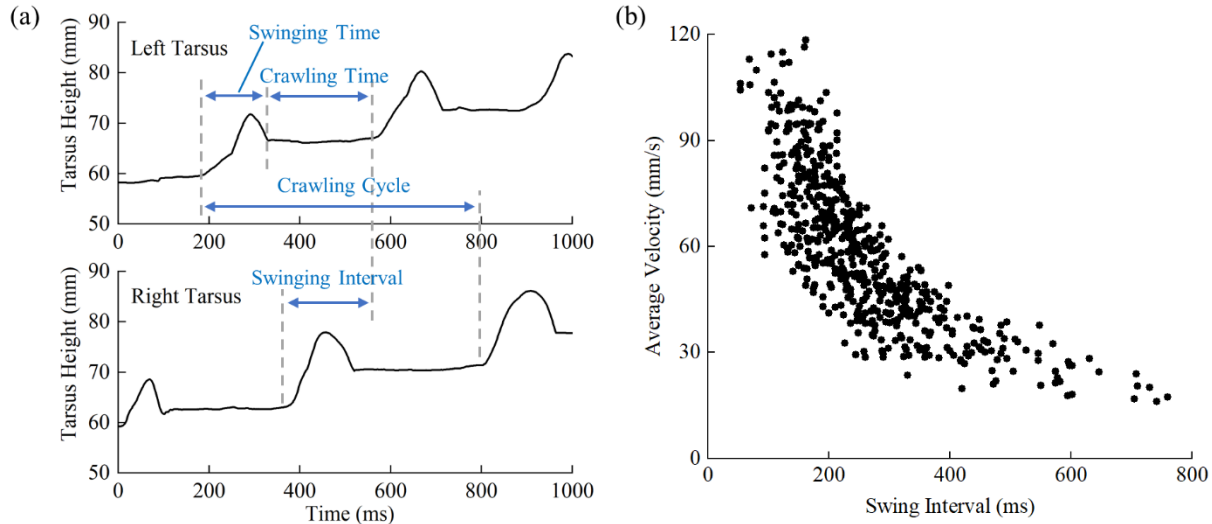 (a)
90
80
70
60
50
Tarsus Height (mm)
Left Tarsus
Swinging Time
Crawling Time
Crawling Cycle
0 200 400 600 800 1000
90
80
70
60
50
Tarsus Height (mm)
Right Tarsus
Swinging Interval
0 200 400 600 800 1000
Time (ms)
(b)
120
90
60
30
0
Average Velocity (mm/s)
0 200 400 600 800
Swing Interval (ms)